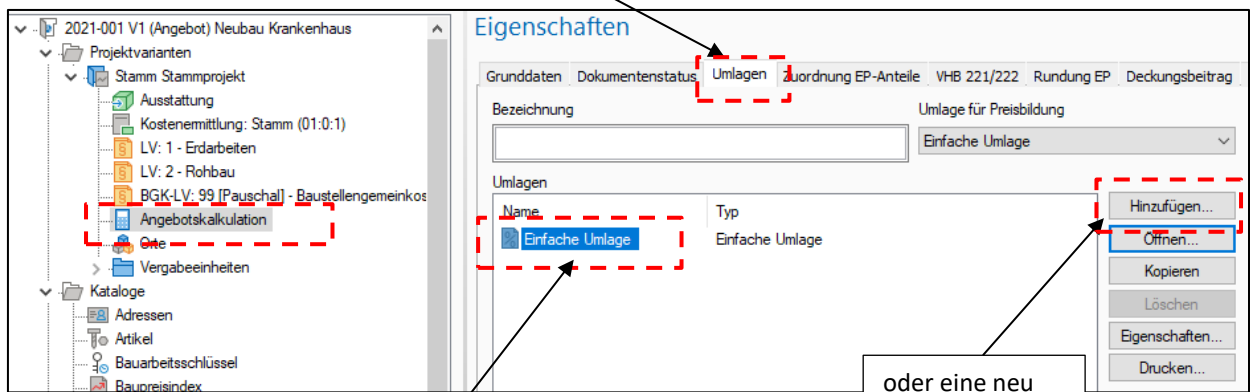 2021-001 V1 (Angebot) Neubau Krankenhaus
Projektvarianten
Stamm Stammprojekt
Ausstattung
Kostenermittlung: Stamm (01:0:1)
LV: 1 - Erdarbeiten
LV: 2 - Rohbau
BGK-LV: 99 [Pauschal] - Baustellengemeinkos
Angebotskalkulation
Orte
Vergabeeinheiten
Kataloge
Adressen
Artikel
Bauarbeitsschlüssel
Baupreisindex
Eigenschaften
Grunddaten Dokumentenstatus Umlagen Zuordnung EP-Anteile VHB 221/222 Rundung EP Deckungsbeitrag
Bezeichnung Umlage für Preisbildung
Einfache Umlage
Umlagen
Name Typ
Einfache Umlage Einfache Umlage
Hinzufügen...
Öffnen...
Kopieren
Löschen
Eigenschaften...
Drucken...
oder eine neu